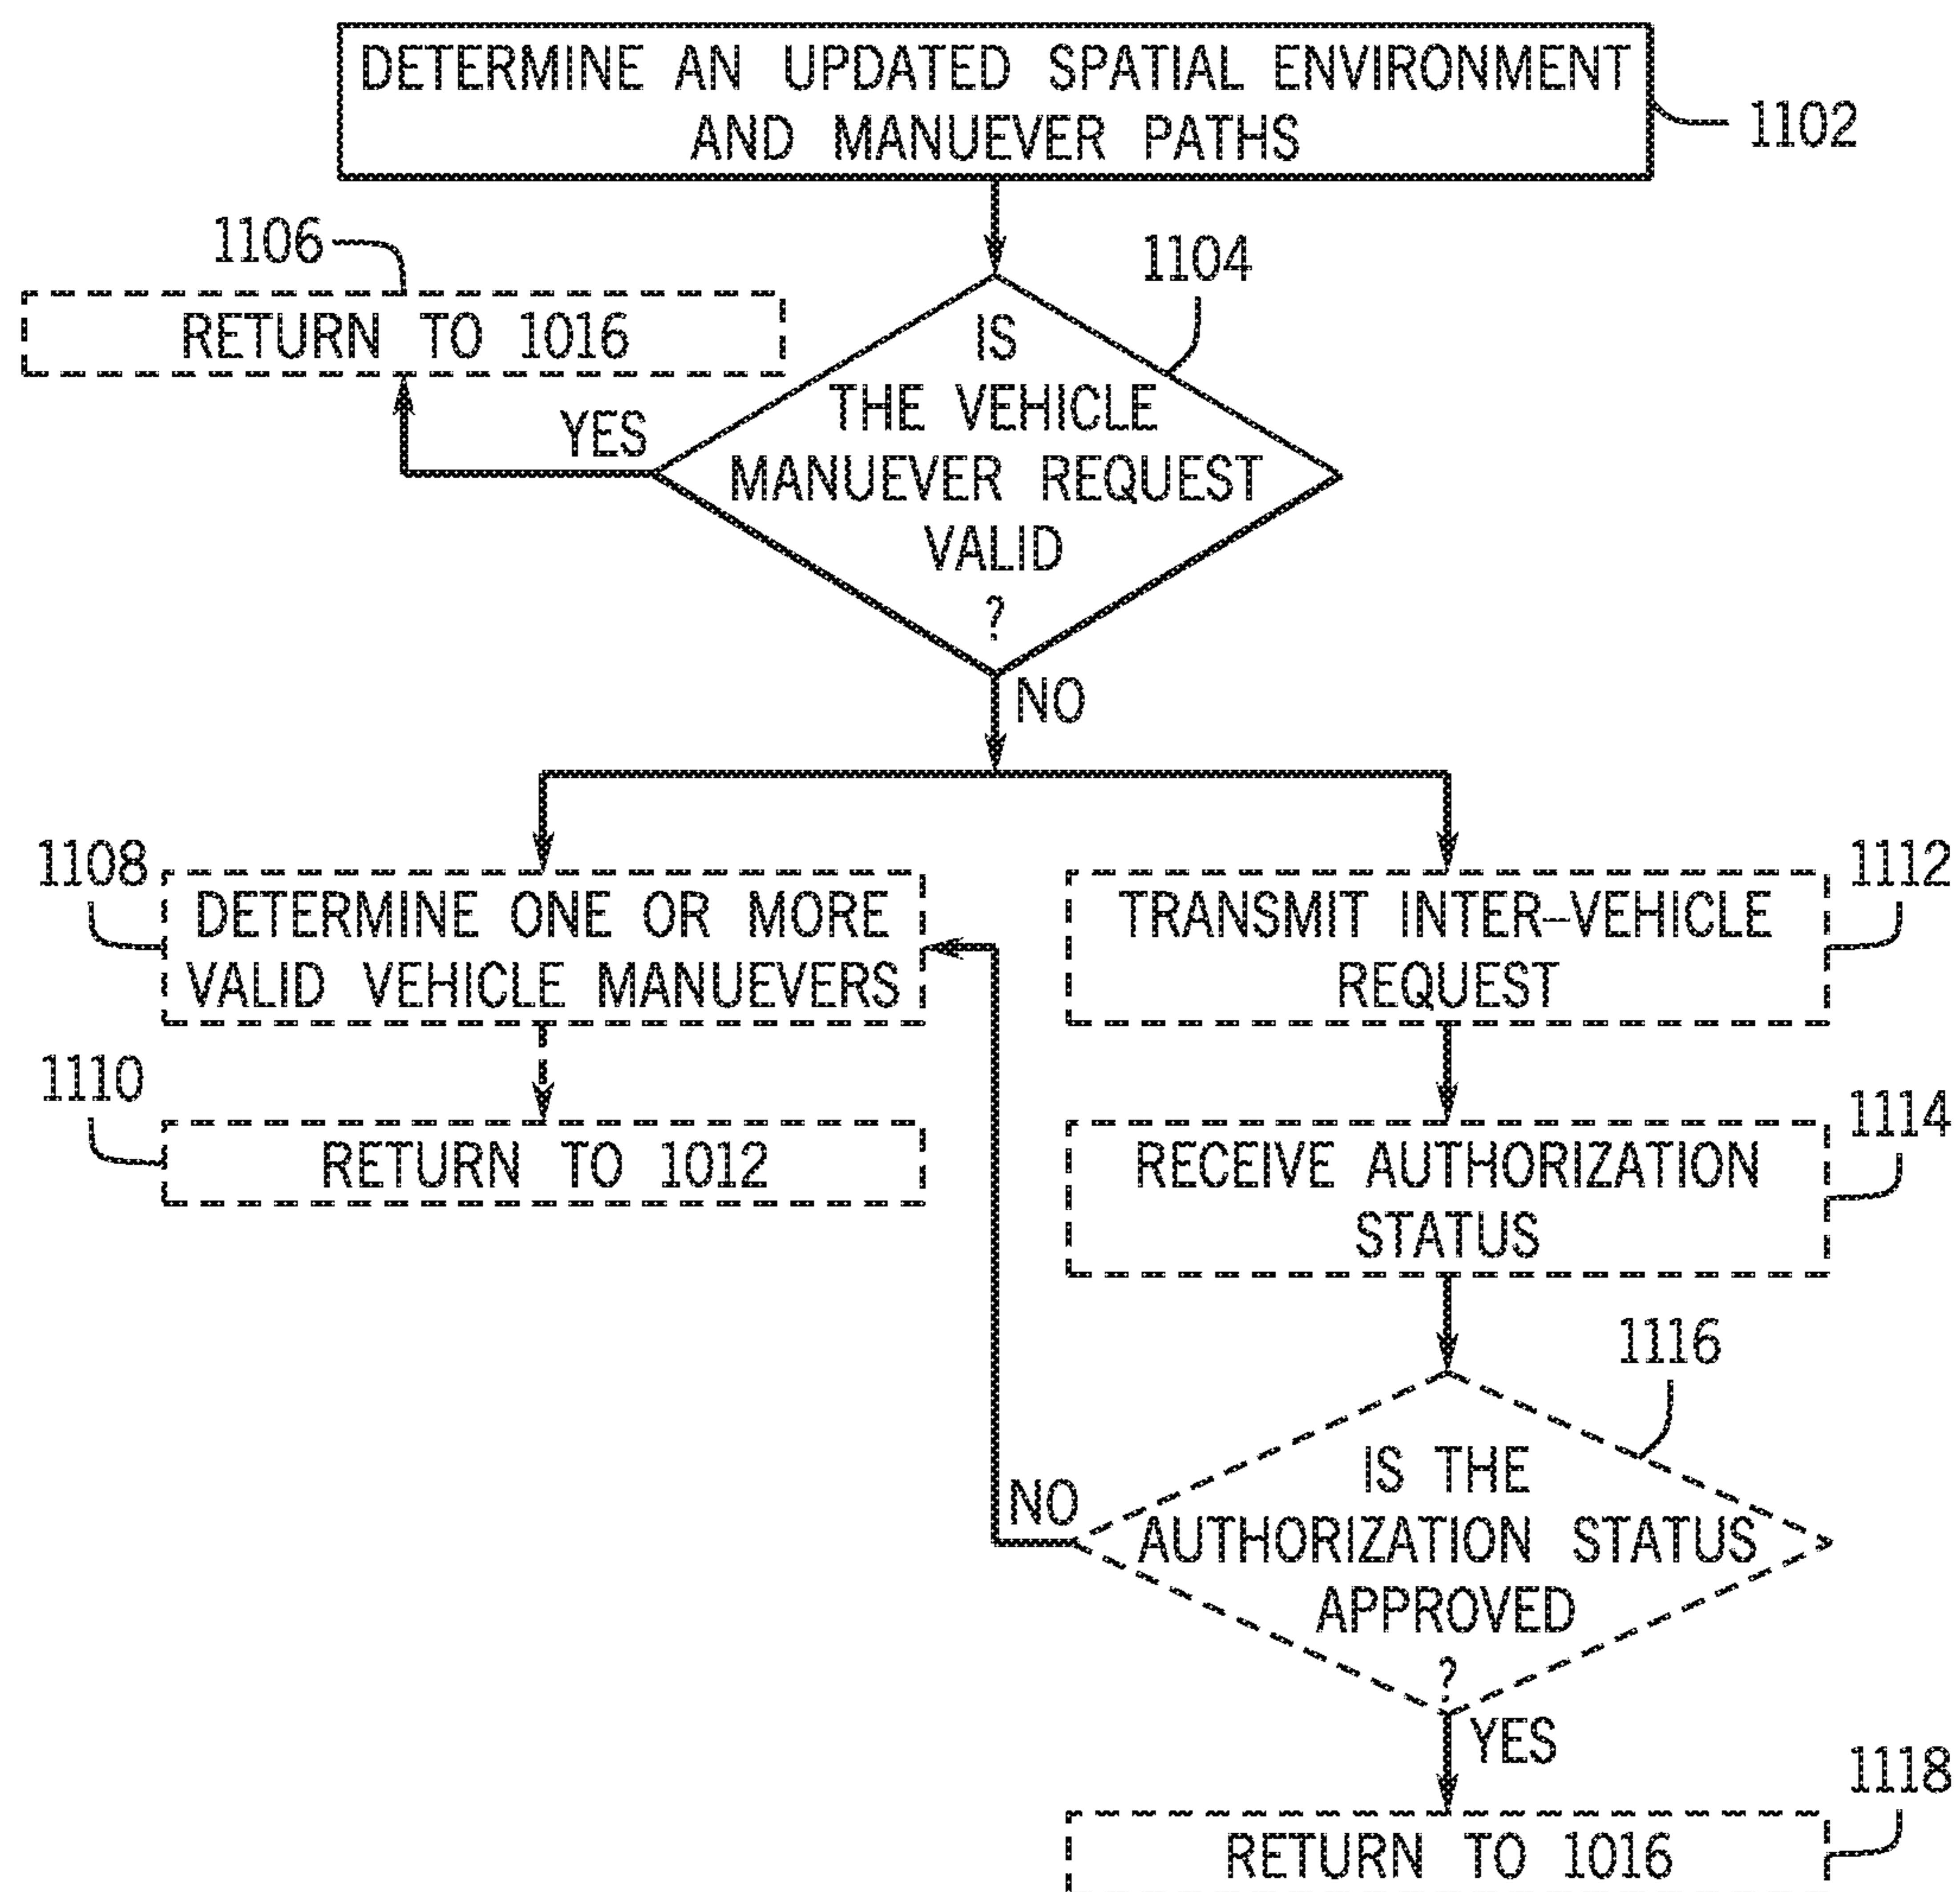 DETERMINE AN UPDATED SPATIAL ENVIRONMENT
AND MANUEVER PATHS
1102
1106
1104
RETURN TO 1016
IS
THE VEHICLE
MANUEVER REQUEST
VALID
?
YES
NO
1108
DETERMINE ONE OR MORE
VALID VEHICLE MANUEVERS
1112
TRANSMIT INTER-VEHICLE
REQUEST
1110
RETURN TO 1012
1114
RECEIVE AUTHORIZATION
STATUS
1116
IS THE
AUTHORIZATION STATUS
APPROVED
?
NO
YES
1118
RETURN TO 1016